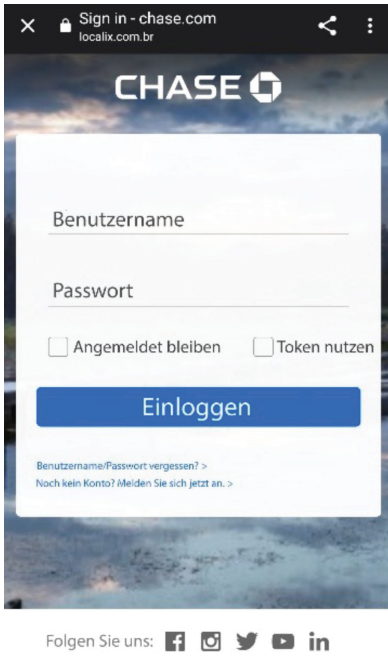 Sign in - chase.com
localix.com.br
CHASE
Benutzername
Passwort
Angemeldet bleiben Token nutzen
Einloggen
Benutzername/Passwort vergessen? >
Noch kein Konto? Melden Sie sich jetzt an. >
Folgen Sie uns: